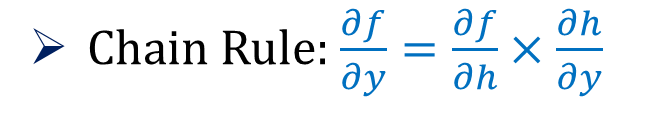 ➢ Chain Rule: ∂f/∂y = ∂f/∂h × ∂h/∂y